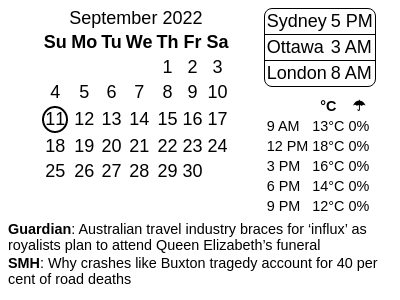 September 2022
Su Mo Tu We Th Fr Sa
1 2 3
4 5 6 7 8 9 10
11 12 13 14 15 16 17
18 19 20 21 22 23 24
25 26 27 28 29 30
Sydney 5 PM
Ottawa 3 AM
London 8 AM
°C ☂
9 AM 13°C 0%
12 PM 18°C 0%
3 PM 16°C 0%
6 PM 14°C 0%
9 PM 12°C 0%
Guardian: Australian travel industry braces for ‘influx’ as
royalists plan to attend Queen Elizabeth’s funeral
SMH: Why crashes like Buxton tragedy account for 40 per
cent of road deaths